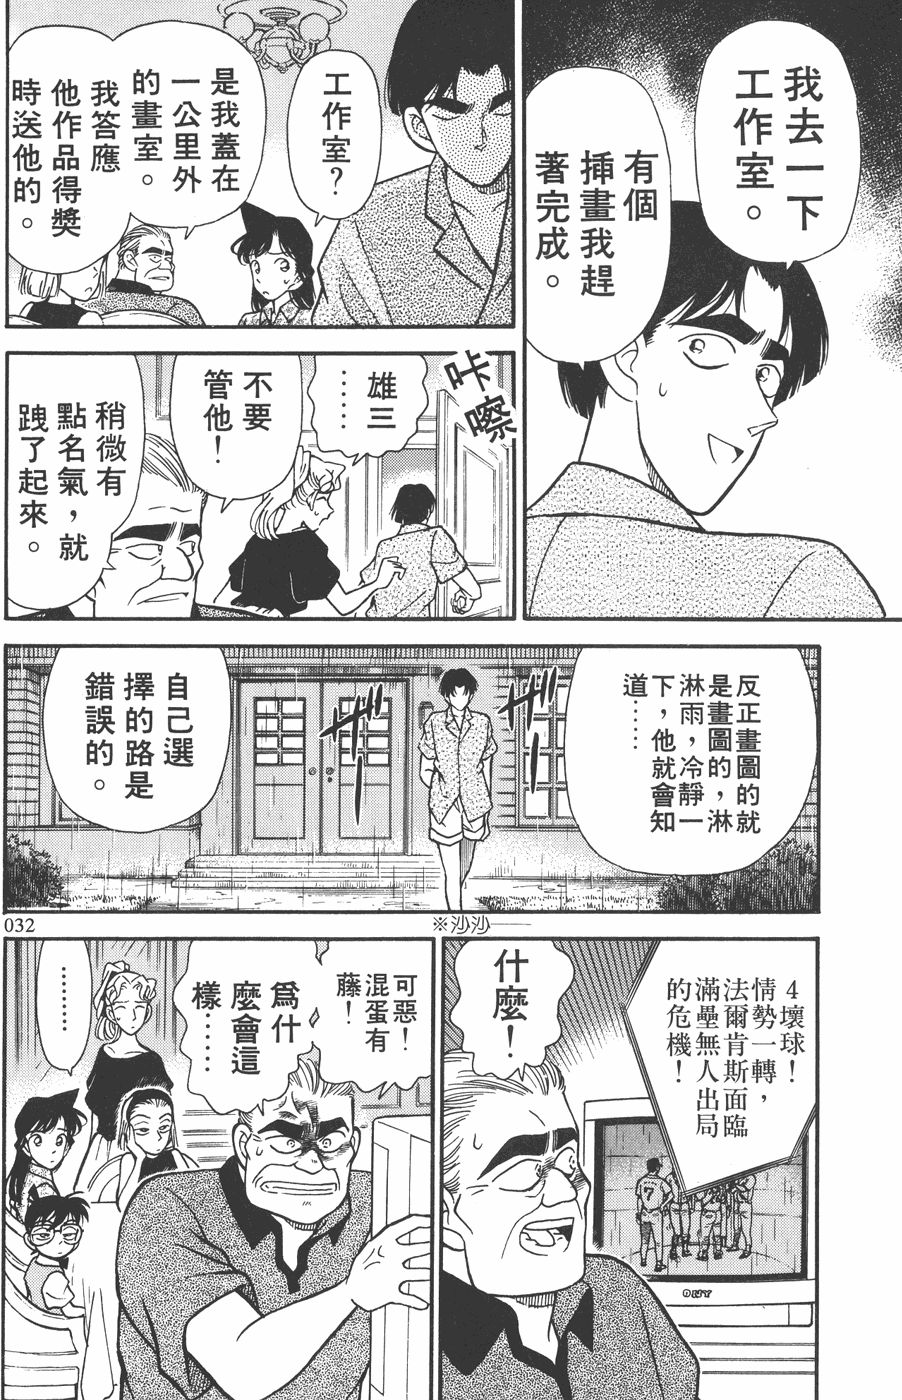 我去一下
工作室。
有個
插畫我趕
著完成。
工作室？
是我蓋在
一公里外
的畫室。
我答應
他作品得獎
時送他的。
咔嚓
雄三
……
不要
管他！
稍微有
點名氣，就
跩了起來。
反正畫圖的就
是畫圖的，淋
淋雨，冷靜一
下，他就會知
道……
自己選
擇的路是
錯誤的。
032
※沙沙——
4壞球！
情勢一轉，
法爾肯斯面臨
滿壘無人出局
的危機！
7
ONY
什麼！
可惡！
混蛋有
藤！
為什
麼會這
樣……
……